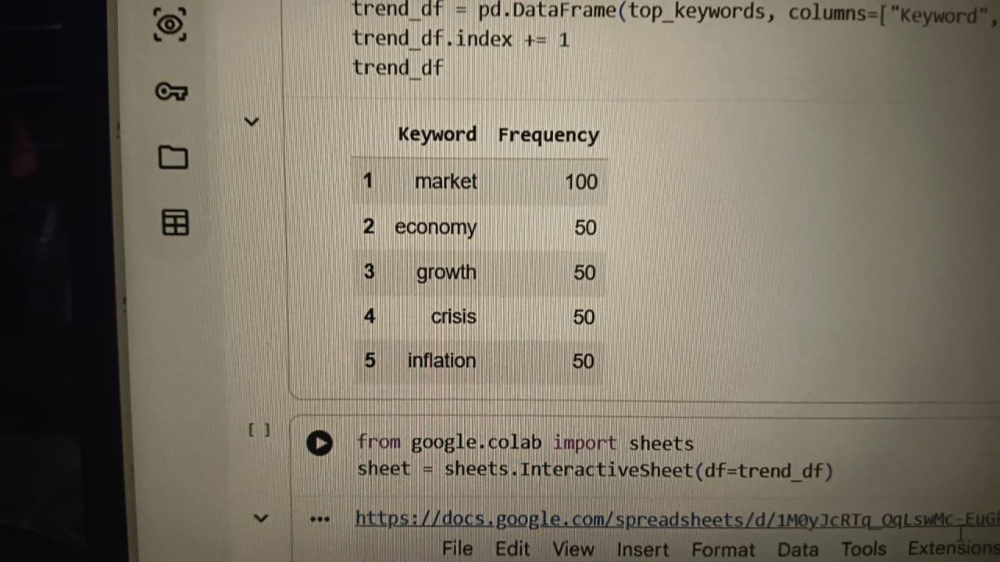 trend_df = pd.DataFrame(top_keywords, columns=["Keyword",
trend_df.index += 1
trend_df
Keyword Frequency
1 market 100
2 economy 50
3 growth 50
4 crisis 50
5 inflation 50
[ ]
from google.colab import sheets
sheet = sheets.InteractiveSheet(df=trend_df)
https://docs.google.com/spreadsheets/d/1M0yJcRTq_OqLswMc-EuG
File Edit View Insert Format Data Tools Extensions